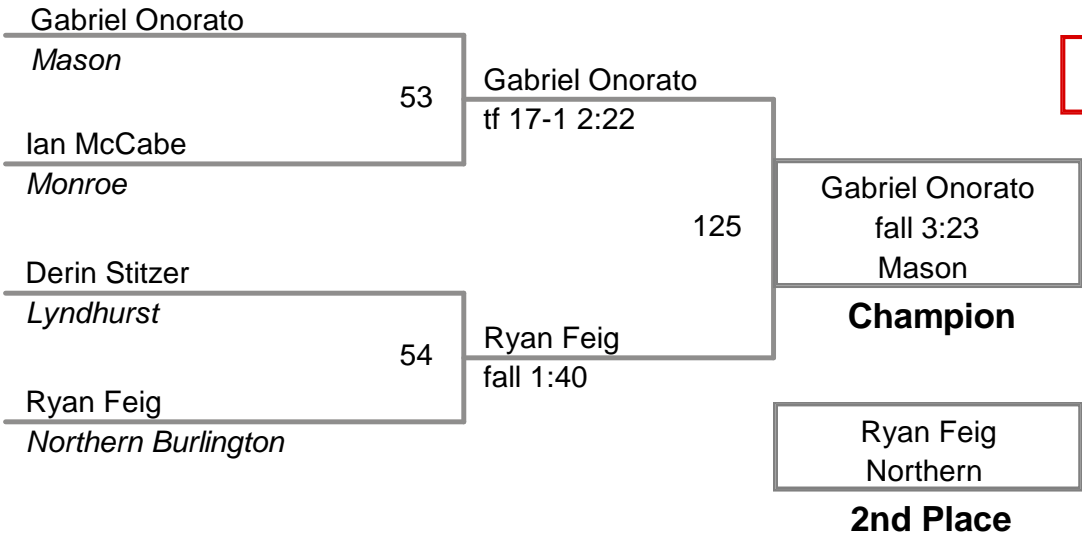 Gabriel Onorato
Mason
53
Ian McCabe
Monroe
Gabriel Onorato
tf 17-1 2:22
Derin Stitzer
Lyndhurst
54
Ryan Feig
Northern Burlington
Ryan Feig
fall 1:40
125
Gabriel Onorato
fall 3:23
Mason
Champion
Ryan Feig
Northern
2nd Place